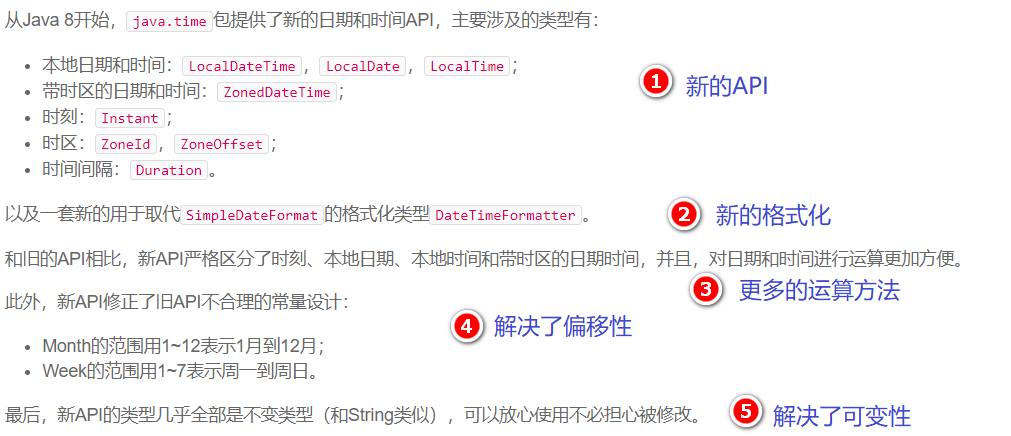 从Java 8开始，java.time包提供了新的日期和时间API，主要涉及的类型有：
本地日期和时间：LocalDateTime，LocalDate，LocalTime；
1 新的API
带时区的日期和时间：ZonedDateTime；
时刻：Instant；
时区：ZoneId，ZoneOffset；
时间间隔：Duration。
以及一套新的用于取代SimpleDateFormat的格式化类型DateTimeFormatter。
2 新的格式化
和旧的API相比，新API严格区分了时刻、本地日期、本地时间和带时区的日期时间，并且，对日期和时间进行运算更加方便。
3 更多的运算方法
此外，新API修正了旧API不合理的常量设计：
4 解决了偏移性
Month的范围用1~12表示1月到12月；
Week的范围用1~7表示周一到周日。
最后，新API的类型几乎全部是不变类型（和String类似），可以放心使用不必担心被修改。
5 解决了可变性